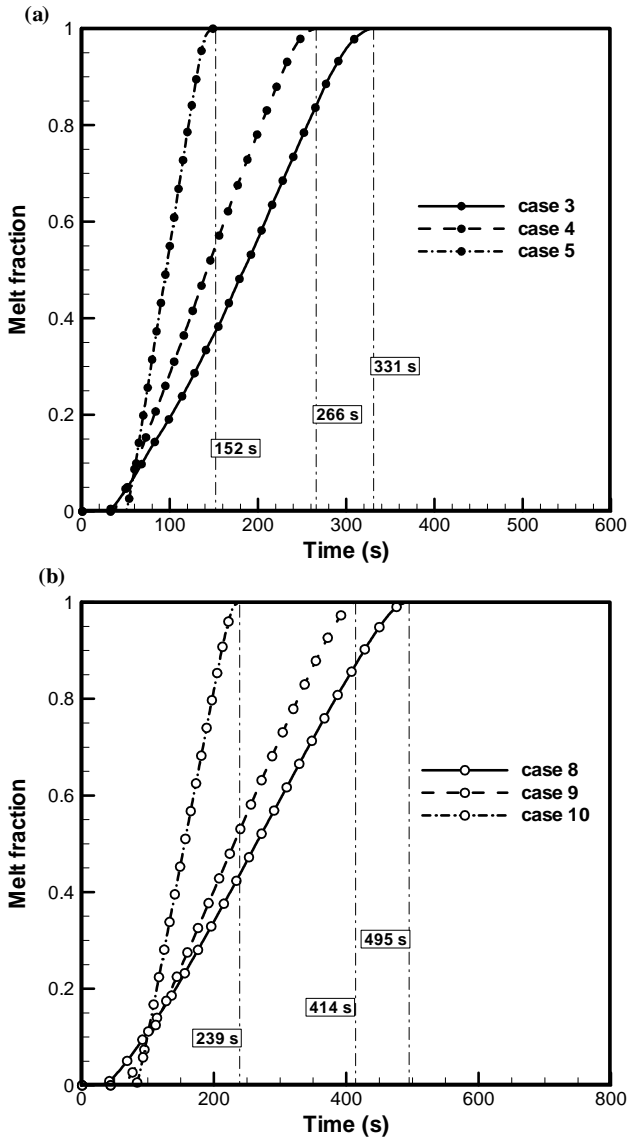 (a)
1
0.8
0.6
0.4
0.2
0
Melt fraction
case 3
case 4
case 5
331 s
266 s
152 s
0 100 200 300 400 500 600
Time (s)
(b)
1
0.8
0.6
0.4
0.2
0
Melt fraction
case 8
case 9
case 10
495 s
414 s
239 s
0 200 400 600 800
Time (s)